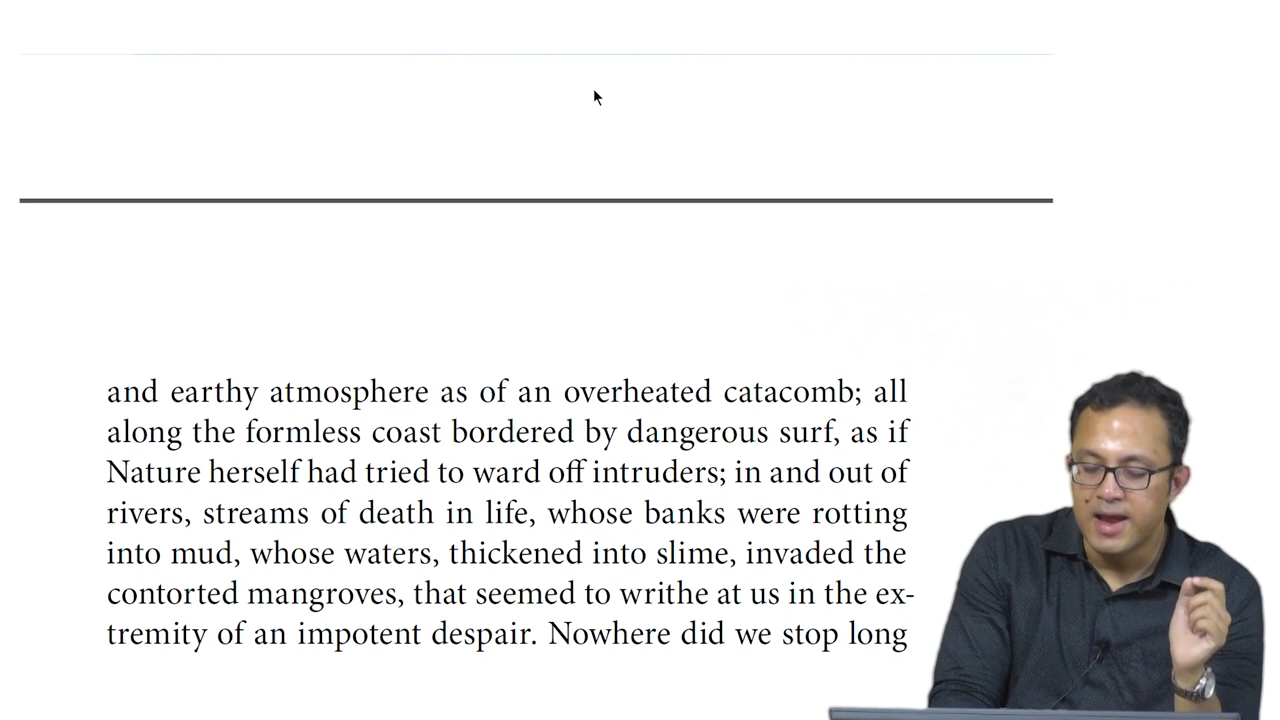 and earthy atmosphere as of an overheated catacomb; all
along the formless coast bordered by dangerous surf, as if
Nature herself had tried to ward off intruders; in and out of
rivers, streams of death in life, whose banks were rotting
into mud, whose waters, thickened into slime, invaded the
contorted mangroves, that seemed to writhe at us in the ex-
tremity of an impotent despair. Nowhere did we stop long